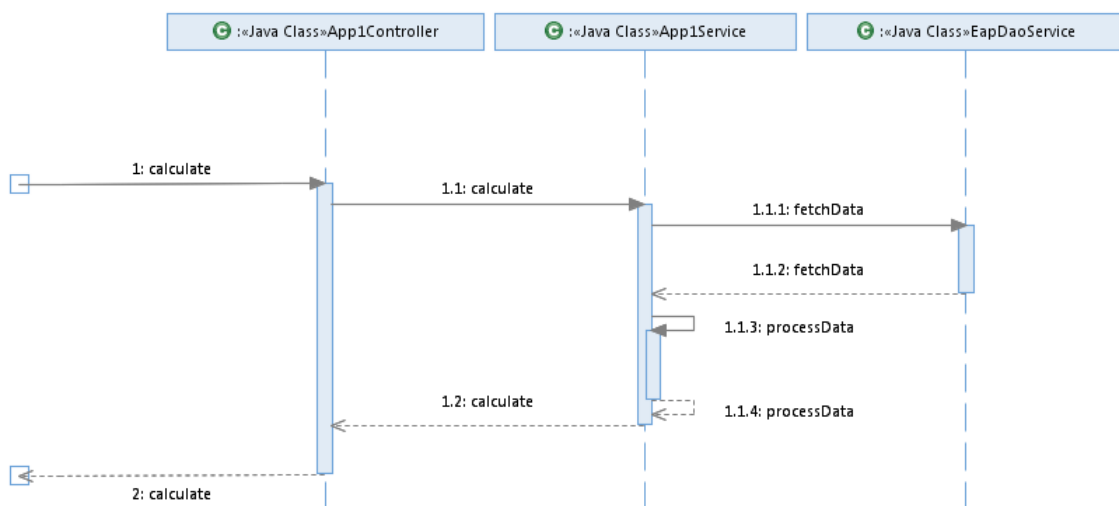 C :«Java Class»App1Controller
C :«Java Class»App1Service
C :«Java Class»EapDaoService
1: calculate
1.1: calculate
1.1.1: fetchData
1.1.2: fetchData
1.1.3: processData
1.2: calculate
1.1.4: processData
2: calculate